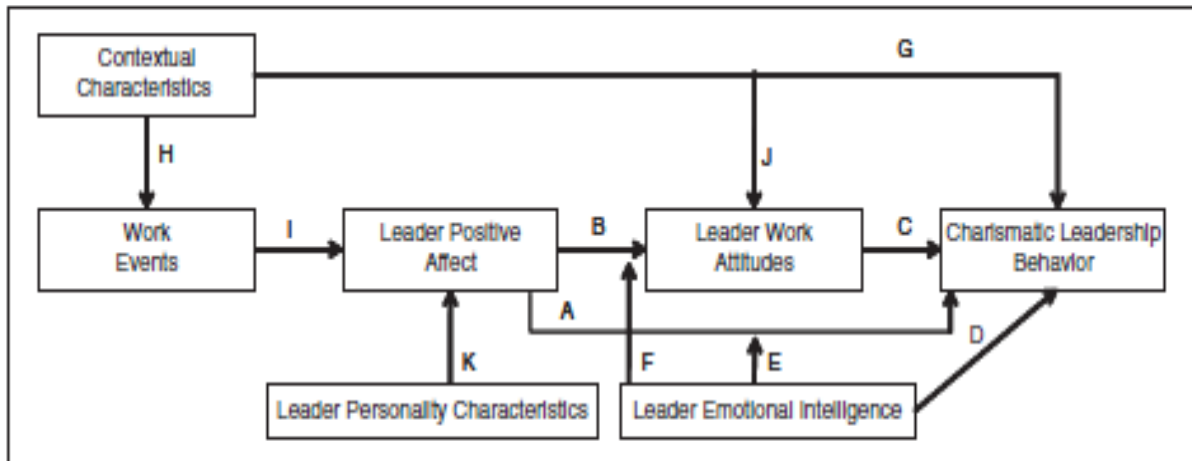 Contextual
Characteristics
G
H
J
Work
Events
I
Leader Positive
Affect
B
Leader Work
Attitudes
C
Charismatic Leadership
Behavior
A
D
K
F
E
Leader Personality Characteristics
Leader Emotional Intelligence